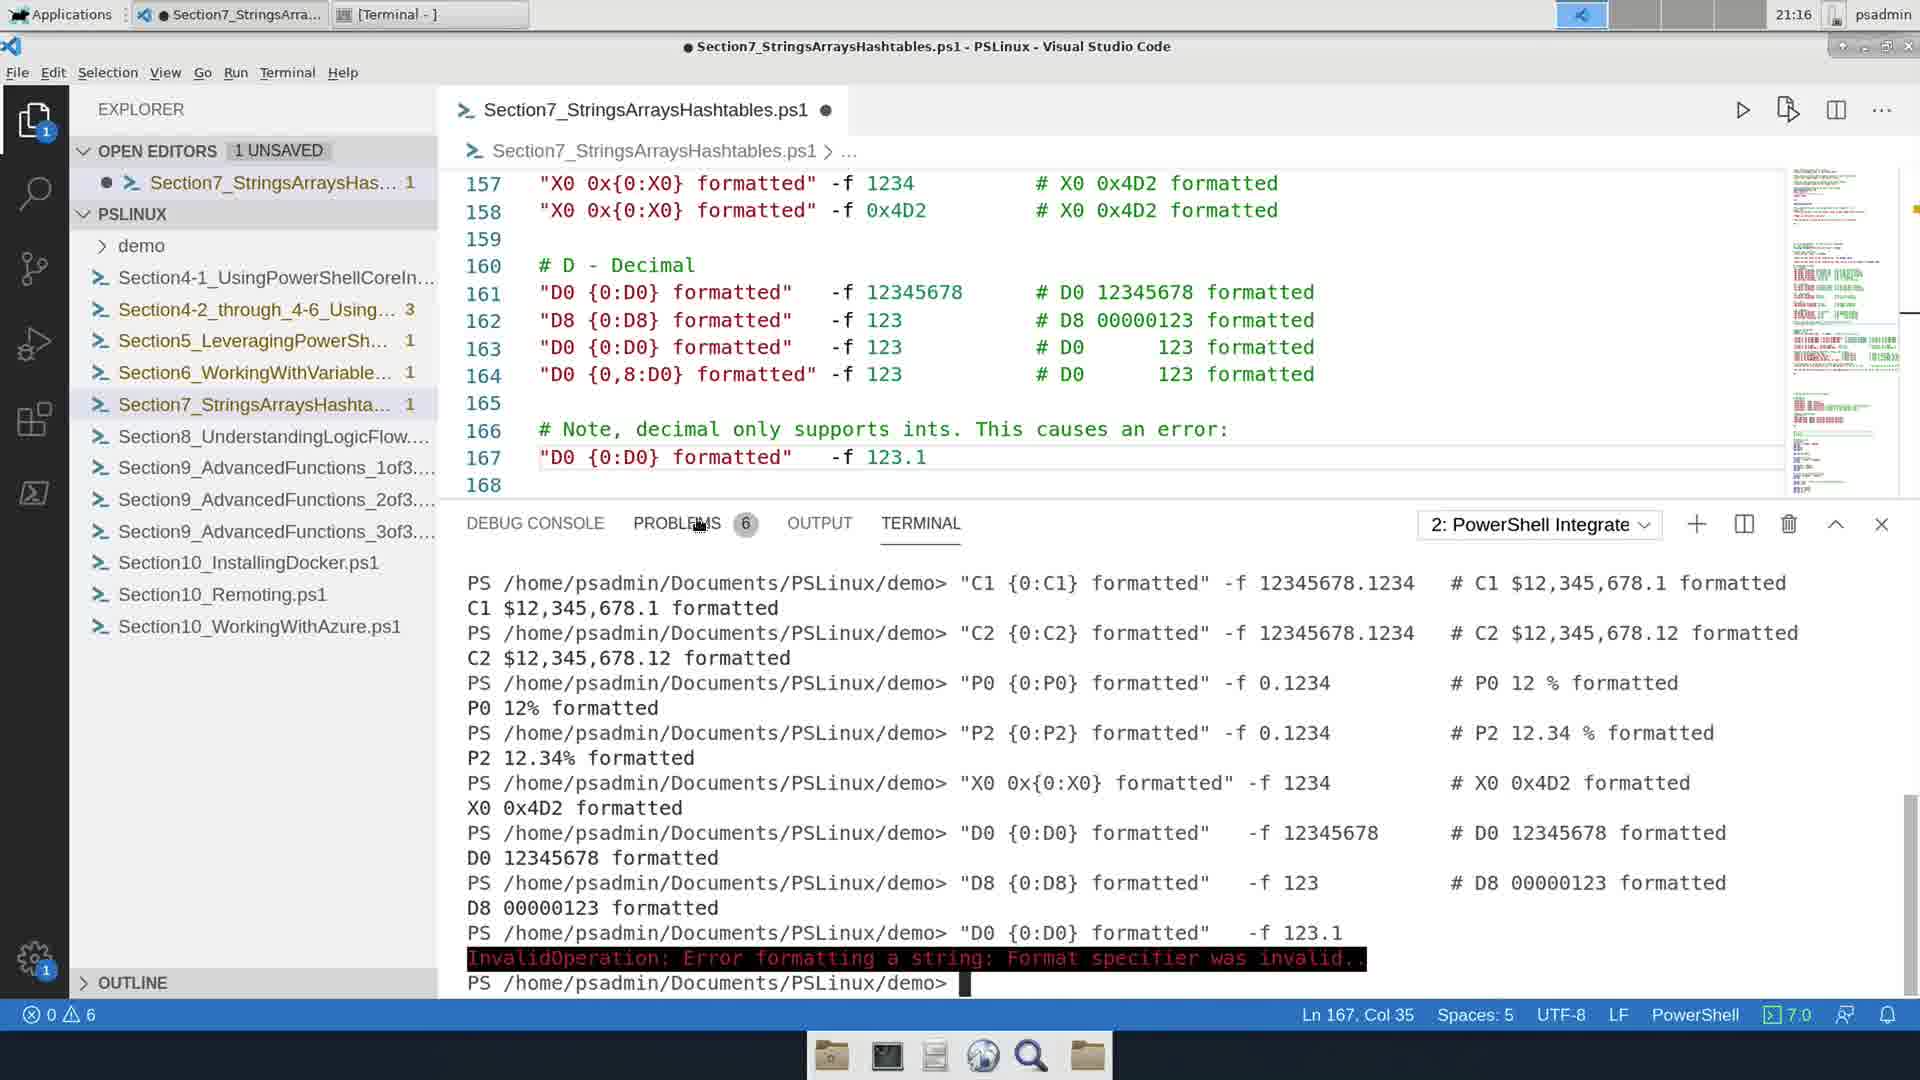 Applications
● Section7_StringsArra...
[Terminal - ]
21:16
psadmin
● Section7_StringsArraysHashtables.ps1 - PSLinux - Visual Studio Code
File Edit Selection View Go Run Terminal Help
EXPLORER
OPEN EDITORS 1 UNSAVED
Section7_StringsArraysHas... 1
PSLINUX
demo
Section4-1_UsingPowerShellCoreIn...
Section4-2_through_4-6_Using... 3
Section5_LeveragingPowerSh... 1
Section6_WorkingWithVariable... 1
Section7_StringsArraysHashta... 1
Section8_UnderstandingLogicFlow....
Section9_AdvancedFunctions_1of3....
Section9_AdvancedFunctions_2of3....
Section9_AdvancedFunctions_3of3....
Section10_InstallingDocker.ps1
Section10_Remoting.ps1
Section10_WorkingWithAzure.ps1
OUTLINE
1
1
Section7_StringsArraysHashtables.ps1 ●
Section7_StringsArraysHashtables.ps1 > ...
157 "X0 0x{0:X0} formatted" -f 1234 # X0 0x4D2 formatted
158 "X0 0x{0:X0} formatted" -f 0x4D2 # X0 0x4D2 formatted
159
160 # D - Decimal
161 "D0 {0:D0} formatted" -f 12345678 # D0 12345678 formatted
162 "D8 {0:D8} formatted" -f 123 # D8 00000123 formatted
163 "D0 {0:D0} formatted" -f 123 # D0 123 formatted
164 "D0 {0,8:D0} formatted" -f 123 # D0 123 formatted
165
166 # Note, decimal only supports ints. This causes an error:
167 "D0 {0:D0} formatted" -f 123.1
168
DEBUG CONSOLE PROBLEMS 6 OUTPUT TERMINAL
2: PowerShell Integrate
PS /home/psadmin/Documents/PSLinux/demo> "C1 {0:C1} formatted" -f 12345678.1234 # C1 $12,345,678.1 formatted
C1 $12,345,678.1 formatted
PS /home/psadmin/Documents/PSLinux/demo> "C2 {0:C2} formatted" -f 12345678.1234 # C2 $12,345,678.12 formatted
C2 $12,345,678.12 formatted
PS /home/psadmin/Documents/PSLinux/demo> "P0 {0:P0} formatted" -f 0.1234 # P0 12 % formatted
P0 12% formatted
PS /home/psadmin/Documents/PSLinux/demo> "P2 {0:P2} formatted" -f 0.1234 # P2 12.34 % formatted
P2 12.34% formatted
PS /home/psadmin/Documents/PSLinux/demo> "X0 0x{0:X0} formatted" -f 1234 # X0 0x4D2 formatted
X0 0x4D2 formatted
PS /home/psadmin/Documents/PSLinux/demo> "D0 {0:D0} formatted" -f 12345678 # D0 12345678 formatted
D0 12345678 formatted
PS /home/psadmin/Documents/PSLinux/demo> "D8 {0:D8} formatted" -f 123 # D8 00000123 formatted
D8 00000123 formatted
PS /home/psadmin/Documents/PSLinux/demo> "D0 {0:D0} formatted" -f 123.1
InvalidOperation: Error formatting a string: Format specifier was invalid..
PS /home/psadmin/Documents/PSLinux/demo>
0 6
Ln 167, Col 35 Spaces: 5 UTF-8 LF PowerShell 7.0